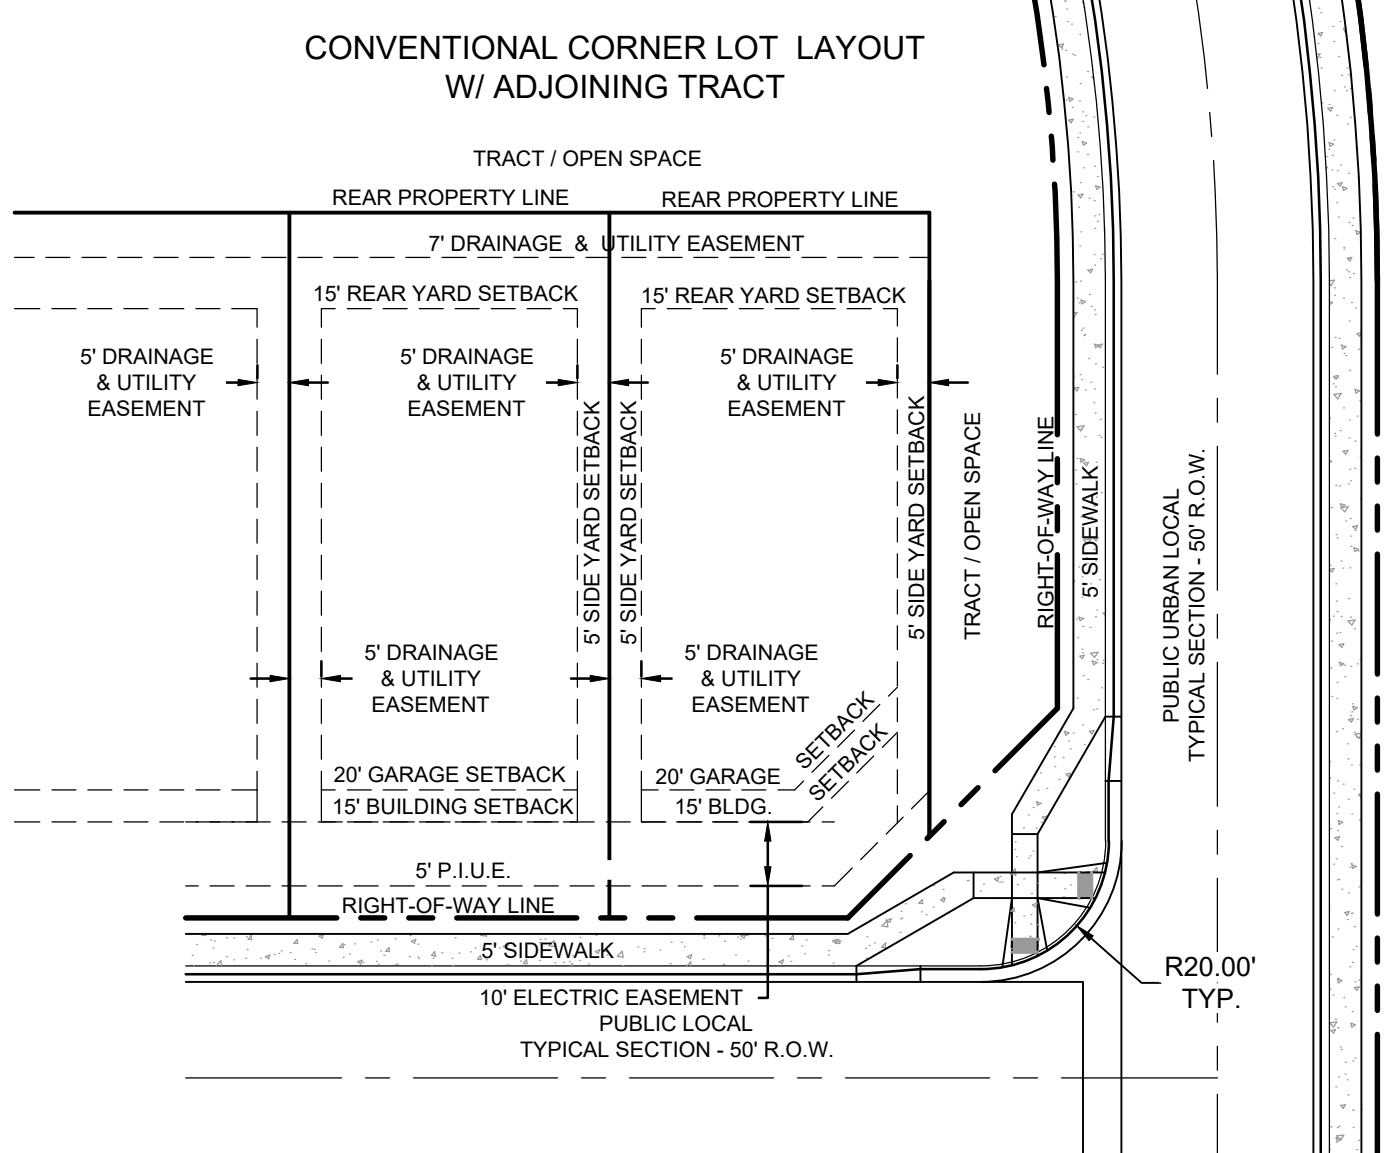 CONVENTIONAL CORNER LOT LAYOUT
W/ ADJOINING TRACT
TRACT / OPEN SPACE
REAR PROPERTY LINE
REAR PROPERTY LINE
7' DRAINAGE & UTILITY EASEMENT
15' REAR YARD SETBACK
15' REAR YARD SETBACK
5' DRAINAGE
& UTILITY
EASEMENT
5' DRAINAGE
& UTILITY
EASEMENT
5' DRAINAGE
& UTILITY
EASEMENT
5' SIDE YARD SETBACK
5' SIDE YARD SETBACK
5' SIDE YARD SETBACK
TRACT / OPEN SPACE
RIGHT-OF-WAY LINE
5' SIDEWALK
PUBLIC URBAN LOCAL
TYPICAL SECTION - 50' R.O.W.
5' DRAINAGE
& UTILITY
EASEMENT
5' DRAINAGE
& UTILITY
EASEMENT
SETBACK
SETBACK
20' GARAGE SETBACK
15' BUILDING SETBACK
20' GARAGE
15' BLDG.
5' P.I.U.E.
RIGHT-OF-WAY LINE
5' SIDEWALK
R20.00'
TYP.
10' ELECTRIC EASEMENT
PUBLIC LOCAL
TYPICAL SECTION - 50' R.O.W.